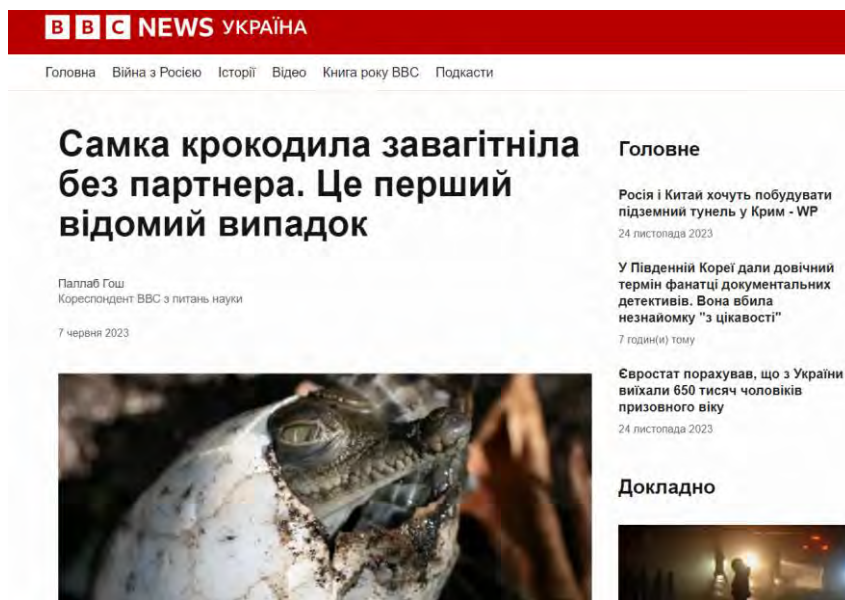 BBC NEWS УКРАЇНА
Головна Війна з Росією Історії Відео Книга року BBC Подкасти
Самка крокодила завагітніла
без партнера. Це перший
відомий випадок
Паллаб Гош
Кореспондент BBC з питань науки
7 червня 2023
Головне
Росія і Китай хочуть побудувати
підземний тунель у Крим - WP
24 листопада 2023
У Південній Кореї дали довічний
термін фанатці документальних
детективів. Вона вбила
незнайомку "з цікавості"
7 годин(и) тому
Євростат порахував, що з України
виїхали 650 тисяч чоловіків
призовного віку
24 листопада 2023
Докладно